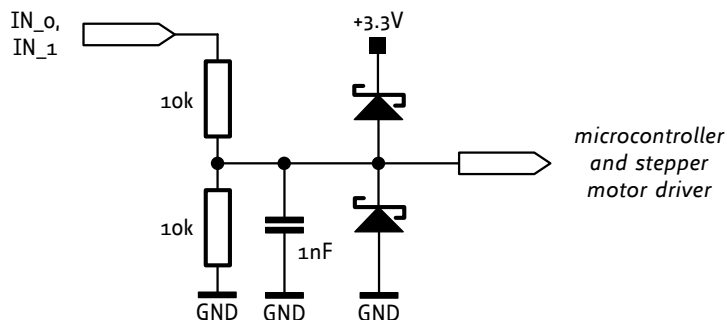 IN_0,
IN_1
+3.3V
10k
microcontroller
and stepper
motor driver
10k
1nF
GND
GND
GND